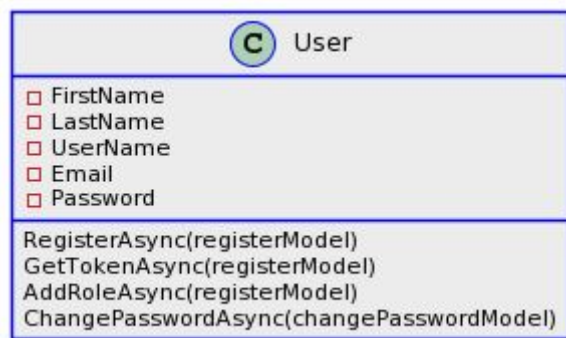 C User
FirstName
LastName
UserName
Email
Password
RegisterAsync(registerModel)
GetTokenAsync(registerModel)
AddRoleAsync(registerModel)
ChangePasswordAsync(changePasswordModel)